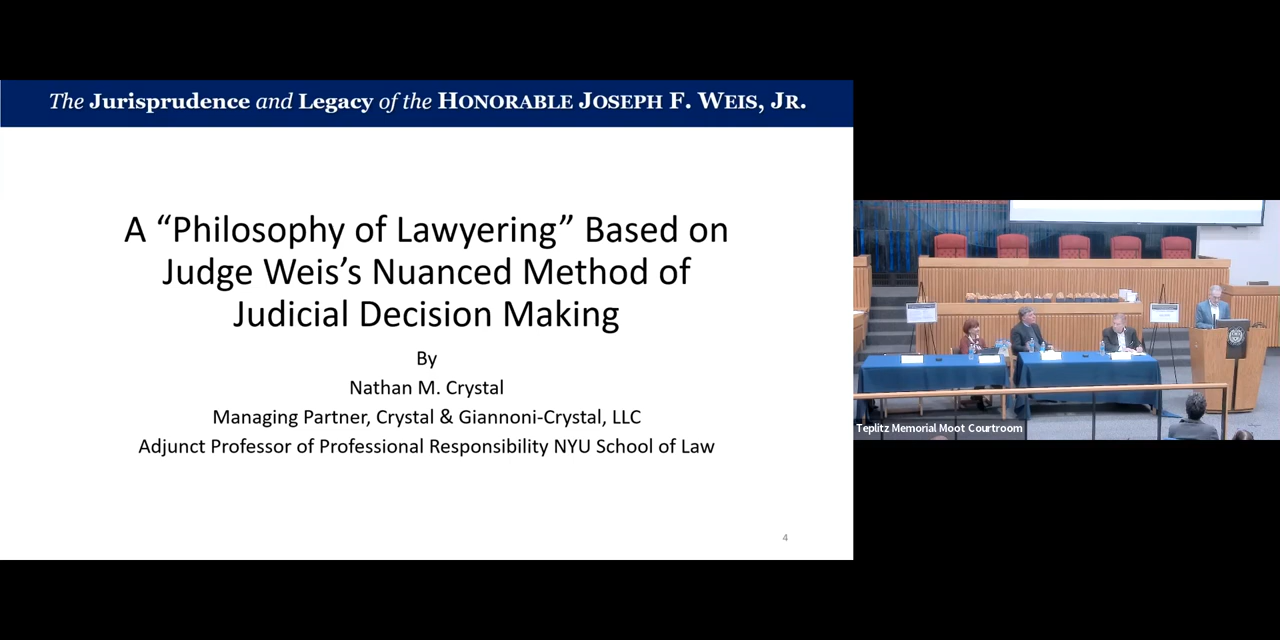 The Jurisprudence and Legacy of the HONORABLE JOSEPH F. WEIS, JR.
A “Philosophy of Lawyering” Based on
Judge Weis’s Nuanced Method of
Judicial Decision Making
By
Nathan M. Crystal
Managing Partner, Crystal & Giannoni-Crystal, LLC
Adjunct Professor of Professional Responsibility NYU School of Law
4
Teplitz Memorial Moot Courtroom